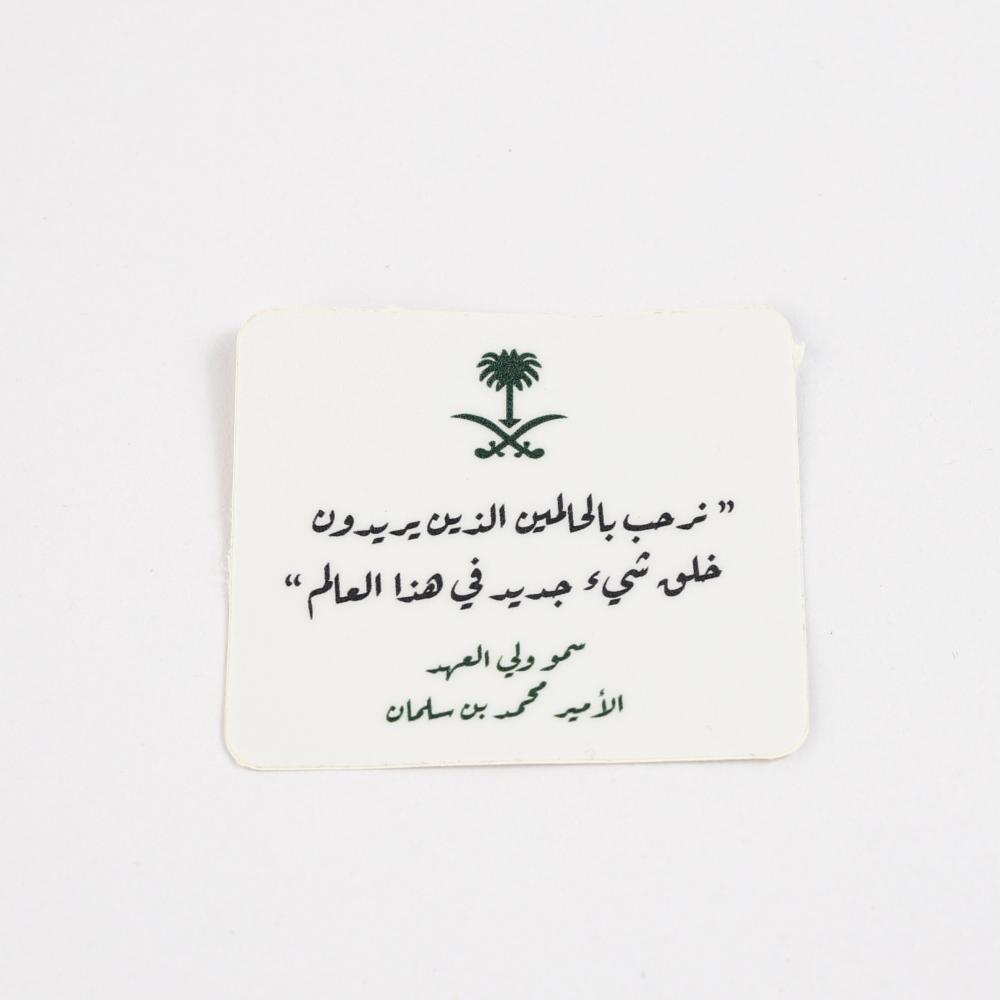 ” نرحب بالحالمين الذين يريدون
خلق شيء جديد في هذا العالم “
سمو ولي العهد
الأمير محمد بن سلمان